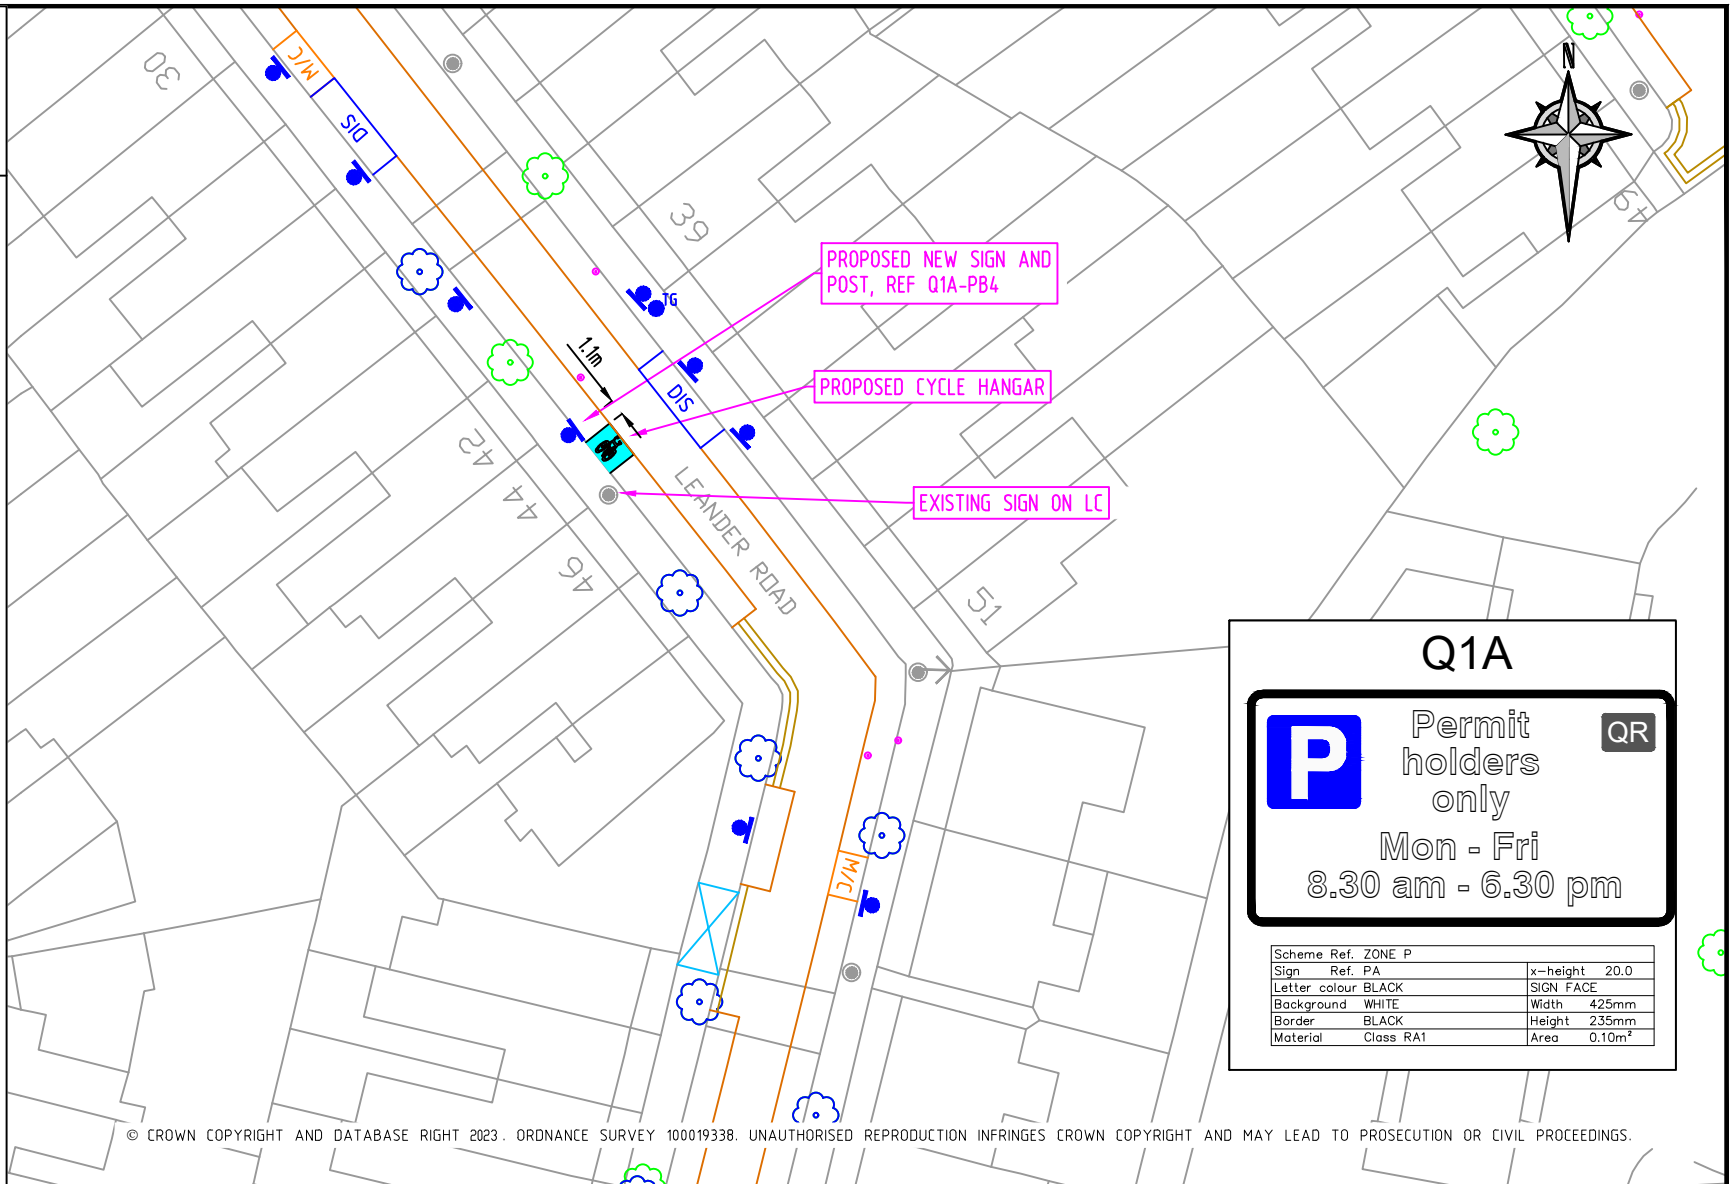 30
M/C
DIS
39
N
49
PROPOSED NEW SIGN AND
POST, REF Q1A-PB4
TG
1.1m
PROPOSED CYCLE HANGAR
DIS
42
44
46
EXISTING SIGN ON LC
LEANDER ROAD
51
M/C
Q1A
P
Permit
holders
only
QR
Mon - Fri
8.30 am - 6.30 pm
Scheme Ref. ZONE P
Sign Ref. PA x-height 20.0
Letter colour BLACK SIGN FACE
Background WHITE Width 425mm
Border BLACK Height 235mm
Material Class RA1 Area 0.10m²
© CROWN COPYRIGHT AND DATABASE RIGHT 2023. ORDNANCE SURVEY 100019338. UNAUTHORISED REPRODUCTION INFRINGES CROWN COPYRIGHT AND MAY LEAD TO PROSECUTION OR CIVIL PROCEEDINGS.